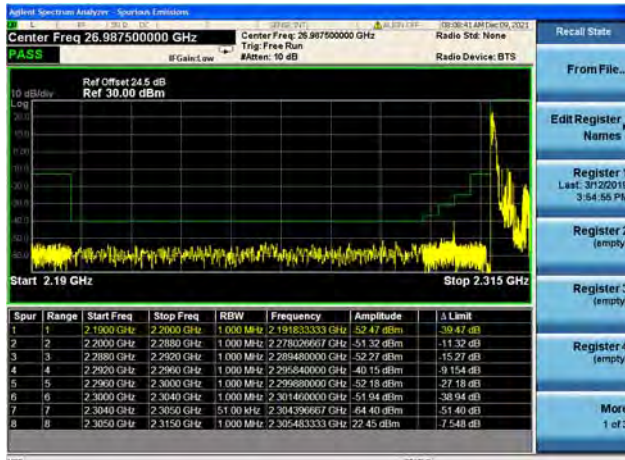 Agilent Spectrum Analyzer - Spurious Emissions
Center Freq 26.987500000 GHz
Center Freq: 26.987500000 GHz
Trig: Free Run
#Atten: 10 dB
08:08:41 AM Dec 09, 2021
Radio Std: None
Radio Device: BTS
PASS
IFGain:Low
Recall State
From File...
Edit Register Names
Register 1
Last: 3/12/2019
3:54:55 PM
Register 2
(empty)
Register 3
(empty)
Register 4
(empty)
More
1 of 3
10 dB/div
Log
Ref Offset 24.5 dB
Ref 30.00 dBm
Start 2.19 GHz
Stop 2.315 GHz
Spur Range Start Freq Stop Freq RBW Frequency Amplitude Δ Limit
1 1 2.1900 GHz 2.2000 GHz 1.000 MHz 2.191833333 GHz -52.47 dBm -39.47 dB
2 2 2.2000 GHz 2.2880 GHz 1.000 MHz 2.278026667 GHz -51.32 dBm -11.32 dB
3 3 2.2880 GHz 2.2920 GHz 1.000 MHz 2.289480000 GHz -52.27 dBm -15.27 dB
4 4 2.2920 GHz 2.2960 GHz 1.000 MHz 2.295840000 GHz -40.15 dBm -9.154 dB
5 5 2.2960 GHz 2.3000 GHz 1.000 MHz 2.299680000 GHz -52.18 dBm -27.18 dB
6 6 2.3000 GHz 2.3040 GHz 1.000 MHz 2.301460000 GHz -51.94 dBm -38.94 dB
7 7 2.3040 GHz 2.3050 GHz 51.00 kHz 2.304396667 GHz -64.40 dBm -51.40 dB
8 8 2.3050 GHz 2.3150 GHz 1.000 MHz 2.305483333 GHz 22.45 dBm -7.548 dB